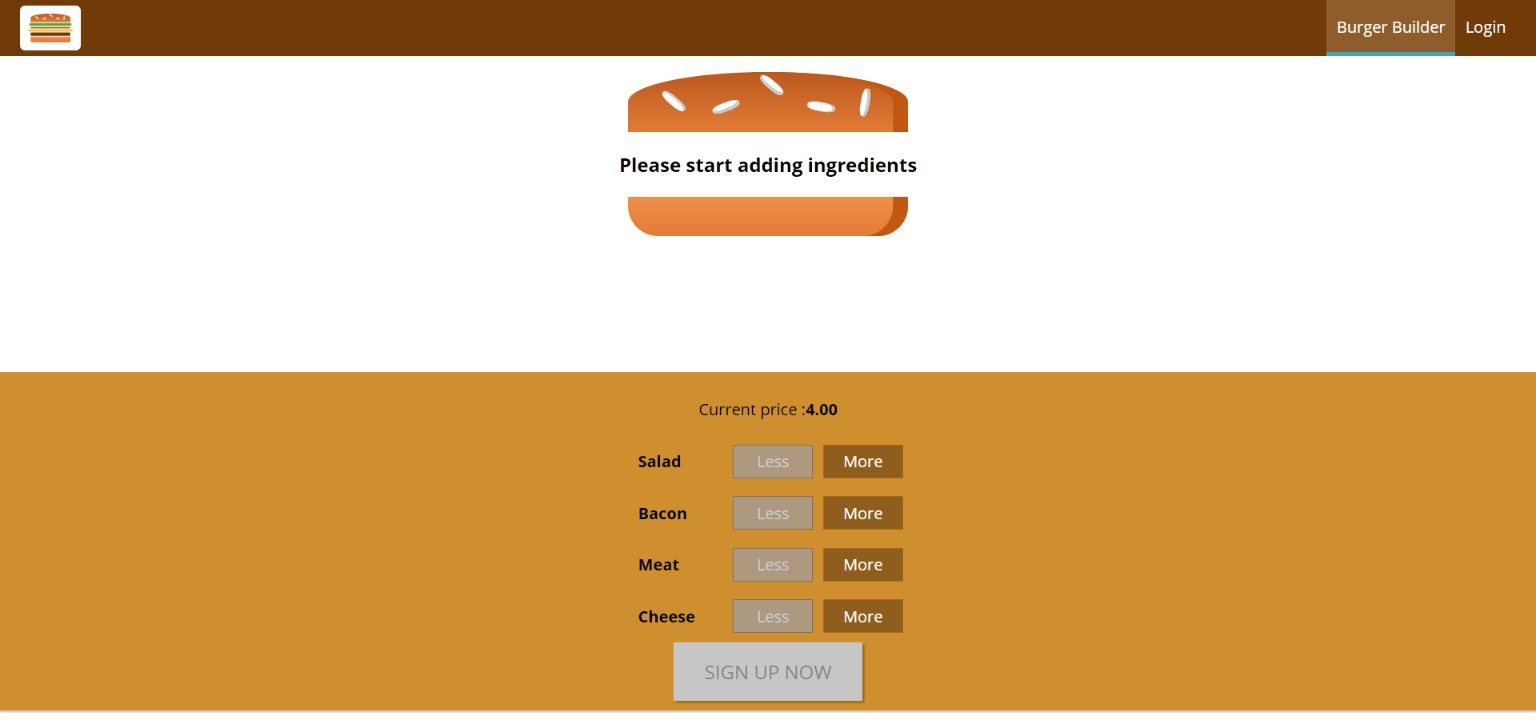 Burger Builder Login
Please start adding ingredients
Current price :4.00
Salad Less More
Bacon Less More
Meat Less More
Cheese Less More
SIGN UP NOW